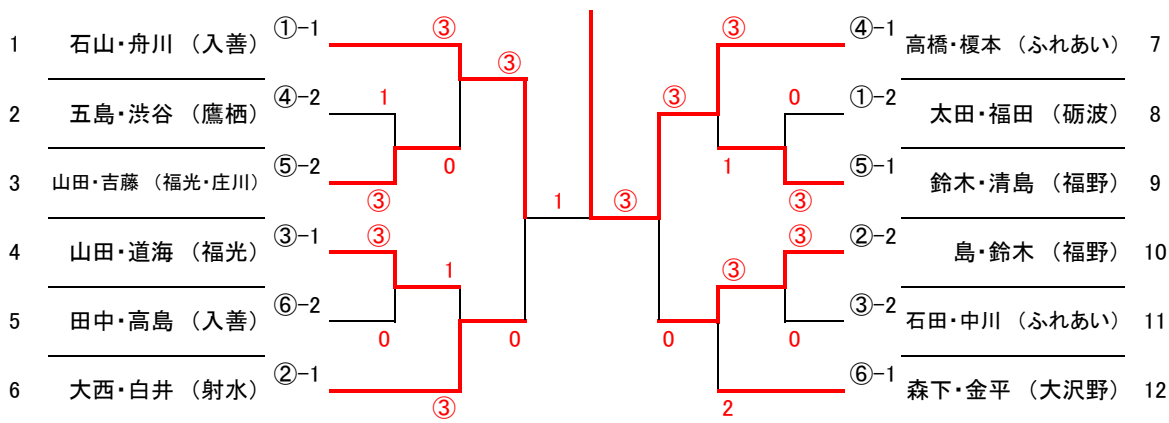 1 石山・舟川（入善） ①-1 ③
③
2 五島・渋谷（鷹栖） ④-2 1
0
3 山田・吉藤（福光・庄川） ⑤-2 ③
1
4 山田・道海（福光） ③-1 ③
1
5 田中・高島（入善） ⑥-2 0
0
6 大西・白井（射水） ②-1 ③
③ ④-1 高橋・榎本（ふれあい） 7
③
0 ①-2 太田・福田（砺波） 8
1
③ ⑤-1 鈴木・清島（福野） 9
③
③ ②-2 島・鈴木（福野） 10
③
0 ③-2 石田・中川（ふれあい） 11
0
2 ⑥-1 森下・金平（大沢野） 12